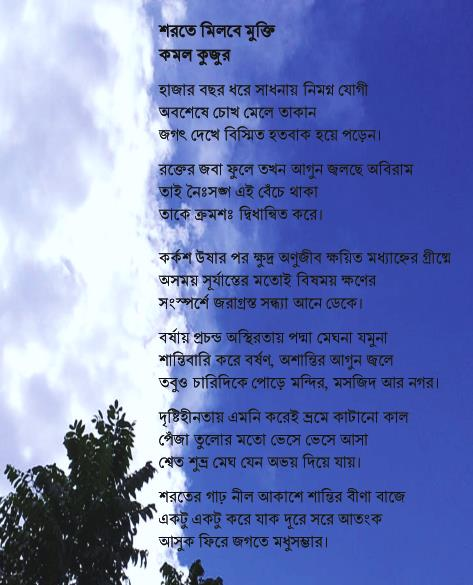 শরতে মিলবে মুক্তি
কমল কুজুর
হাজার বছর ধরে সাধনায় নিমগ্ন যোগী
অবশেষে চোখ মেলে তাকান
জগৎ দেখে বিস্মিত হতবাক হয়ে পড়েন।
রক্তের জবা ফুলে তখন আগুন জ্বলছে অবিরাম
তাই নৈঃসঙ্গ এই বেঁচে থাকা
তাকে ক্রমশঃ দ্বিধান্বিত করে।
কর্কশ ঊষার পর ক্ষুদ্র অণুজীব ক্ষয়িত মধ্যাহ্নের গ্রীষ্মে
অসময় সূর্যাস্তের মতোই বিষময় ক্ষণের
সংস্পর্শে জরাগ্রস্ত সন্ধ্যা আনে ডেকে।
বর্ষায় প্রচন্ড অস্থিরতায় পদ্মা মেঘনা যমুনা
শান্তিবারি করে বর্ষণ, অশান্তির আগুন জ্বলে
তবুও চারিদিকে পোড়ে মন্দির, মসজিদ আর নগর।
দৃষ্টিহীনতায় এমনি করেই ভ্রমে কাটানো কাল
পেঁজা তুলোর মতো ভেসে ভেসে আসা
শ্বেত শুভ্র মেঘ যেন অভয় দিয়ে যায়।
শরতের গাঢ় নীল আকাশে শান্তির বীণা বাজে
একটু একটু করে যাক দূরে সরে আতংক
আসুক ফিরে জগতে মধুসম্ভার।